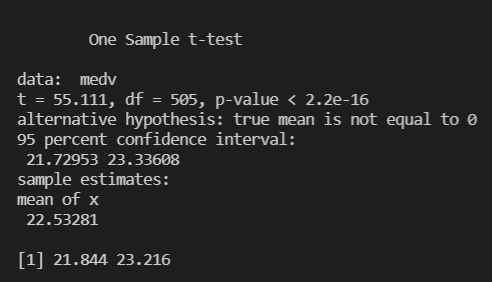 One Sample t-test
data:  medv
t = 55.111, df = 505, p-value < 2.2e-16
alternative hypothesis: true mean is not equal to 0
95 percent confidence interval:
 21.72953 23.33608
sample estimates:
mean of x
 22.53281
[1] 21.844 23.216